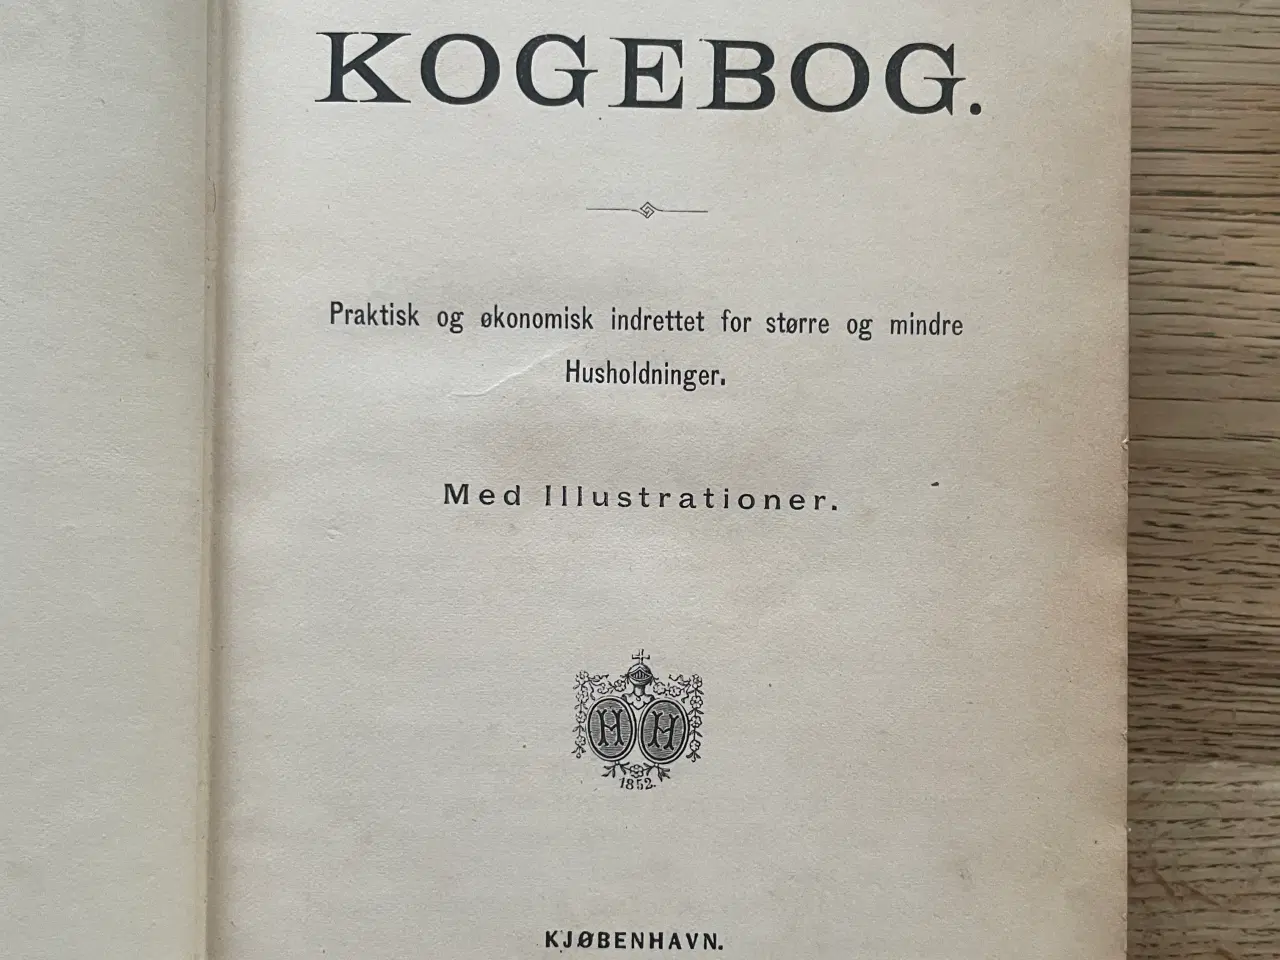 KOGEBOG.
Praktisk og økonomisk indrettet for større og mindre
Husholdninger.
Med Illustrationer.
H H
1852.
KJØBENHAVN.